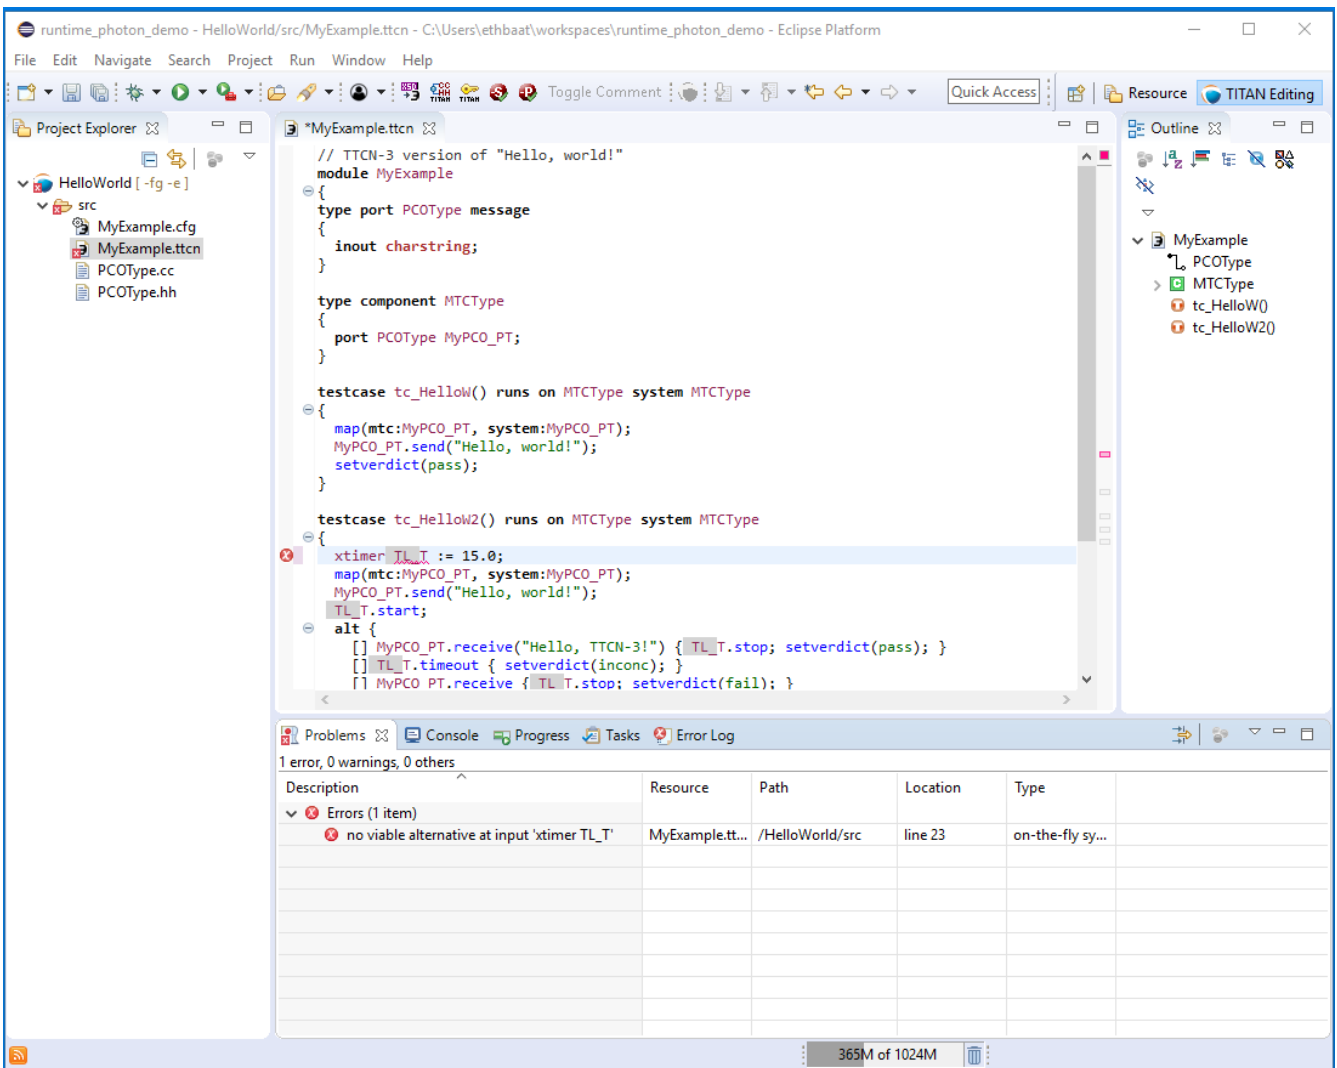 runtime_photon_demo - HelloWorld/src/MyExample.ttcn - C:\Users\ethbaat\workspaces\runtime_photon_demo - Eclipse Platform
File Edit Navigate Search Project Run Window Help
Toggle Comment
Quick Access
Resource
TITAN Editing
Project Explorer
HelloWorld [ -fg -e ]
src
MyExample.cfg
MyExample.ttcn
PCOType.cc
PCOType.hh
*MyExample.ttcn
// TTCN-3 version of "Hello, world!"
module MyExample
{
type port PCOType message
{
inout charstring;
}
type component MTCType
{
port PCOType MyPCO_PT;
}
testcase tc_HelloW() runs on MTCType system MTCType
{
map(mtc:MyPCO_PT, system:MyPCO_PT);
MyPCO_PT.send("Hello, world!");
setverdict(pass);
}
testcase tc_HelloW2() runs on MTCType system MTCType
{
xtimer TL_T := 15.0;
map(mtc:MyPCO_PT, system:MyPCO_PT);
MyPCO_PT.send("Hello, world!");
TL_T.start;
alt {
[] MyPCO_PT.receive("Hello, TTCN-3!") { TL_T.stop; setverdict(pass); }
[] TL_T.timeout { setverdict(inconc); }
[] MyPCO_PT.receive { TL_T.stop; setverdict(fail); }
Outline
MyExample
PCOType
MTCType
tc_HelloW()
tc_HelloW2()
Problems
Console
Progress
Tasks
Error Log
1 error, 0 warnings, 0 others
Description Resource Path Location Type
Errors (1 item)
no viable alternative at input 'xtimer TL_T' MyExample.tt... /HelloWorld/src line 23 on-the-fly sy...
365M of 1024M